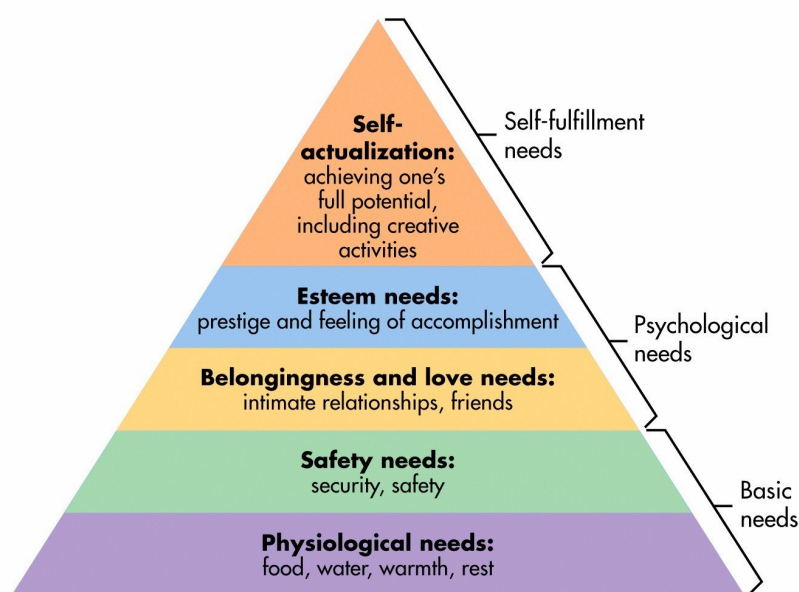 Self-
actualization:
achieving one's
full potential,
including creative
activities
Self-fulfillment
needs
Esteem needs:
prestige and feeling of accomplishment
Psychological
needs
Belongingness and love needs:
intimate relationships, friends
Safety needs:
security, safety
Basic
needs
Physiological needs:
food, water, warmth, rest